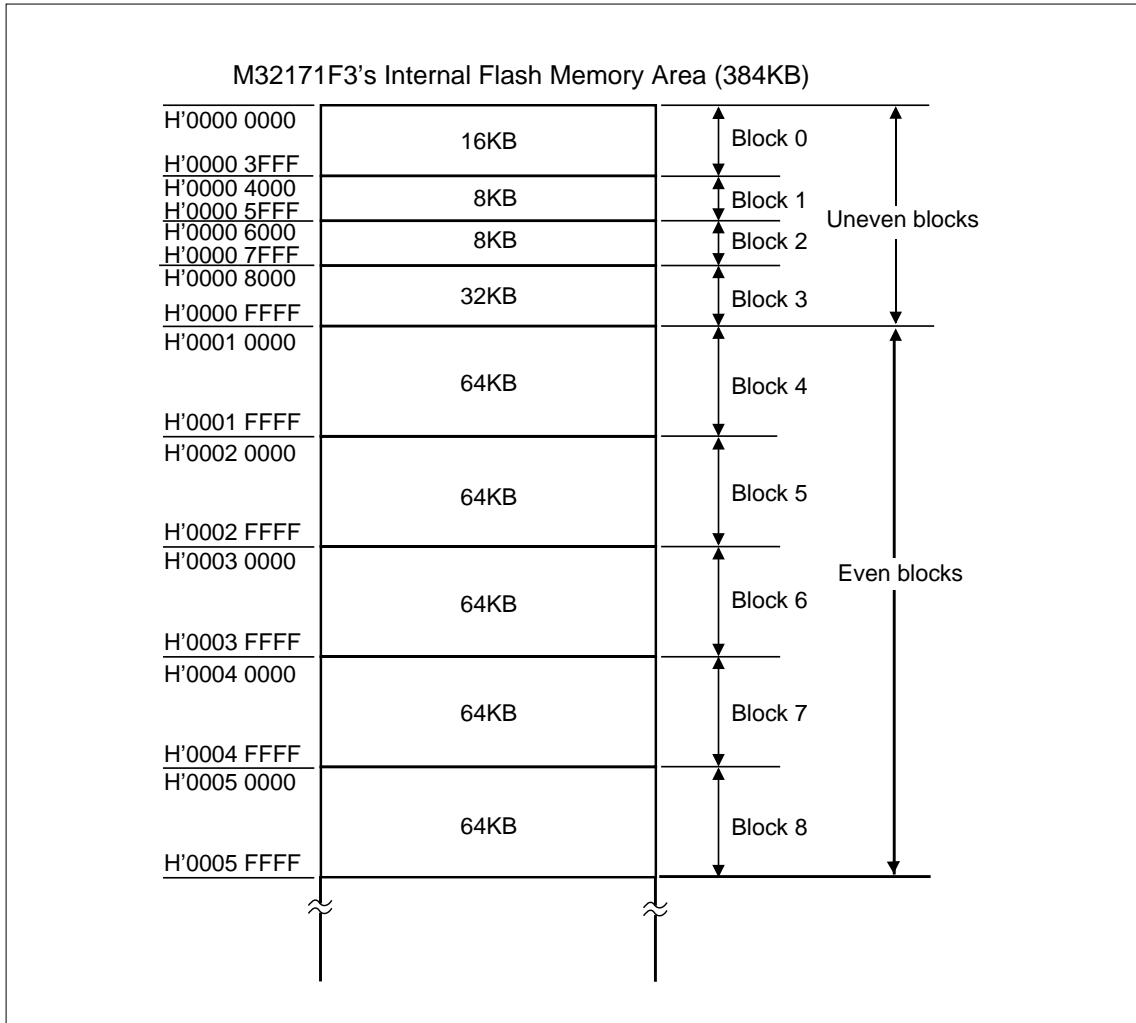 M32171F3’s Internal Flash Memory Area (384KB)
H’0000 0000
16KB
Block 0
H’0000 3FFF
H’0000 4000
8KB
Block 1
H’0000 5FFF
Uneven blocks
H’0000 6000
8KB
Block 2
H’0000 7FFF
H’0000 8000
32KB
Block 3
H’0000 FFFF
H’0001 0000
64KB
Block 4
H’0001 FFFF
H’0002 0000
64KB
Block 5
H’0002 FFFF
H’0003 0000
Even blocks
64KB
Block 6
H’0003 FFFF
H’0004 0000
64KB
Block 7
H’0004 FFFF
H’0005 0000
64KB
Block 8
H’0005 FFFF